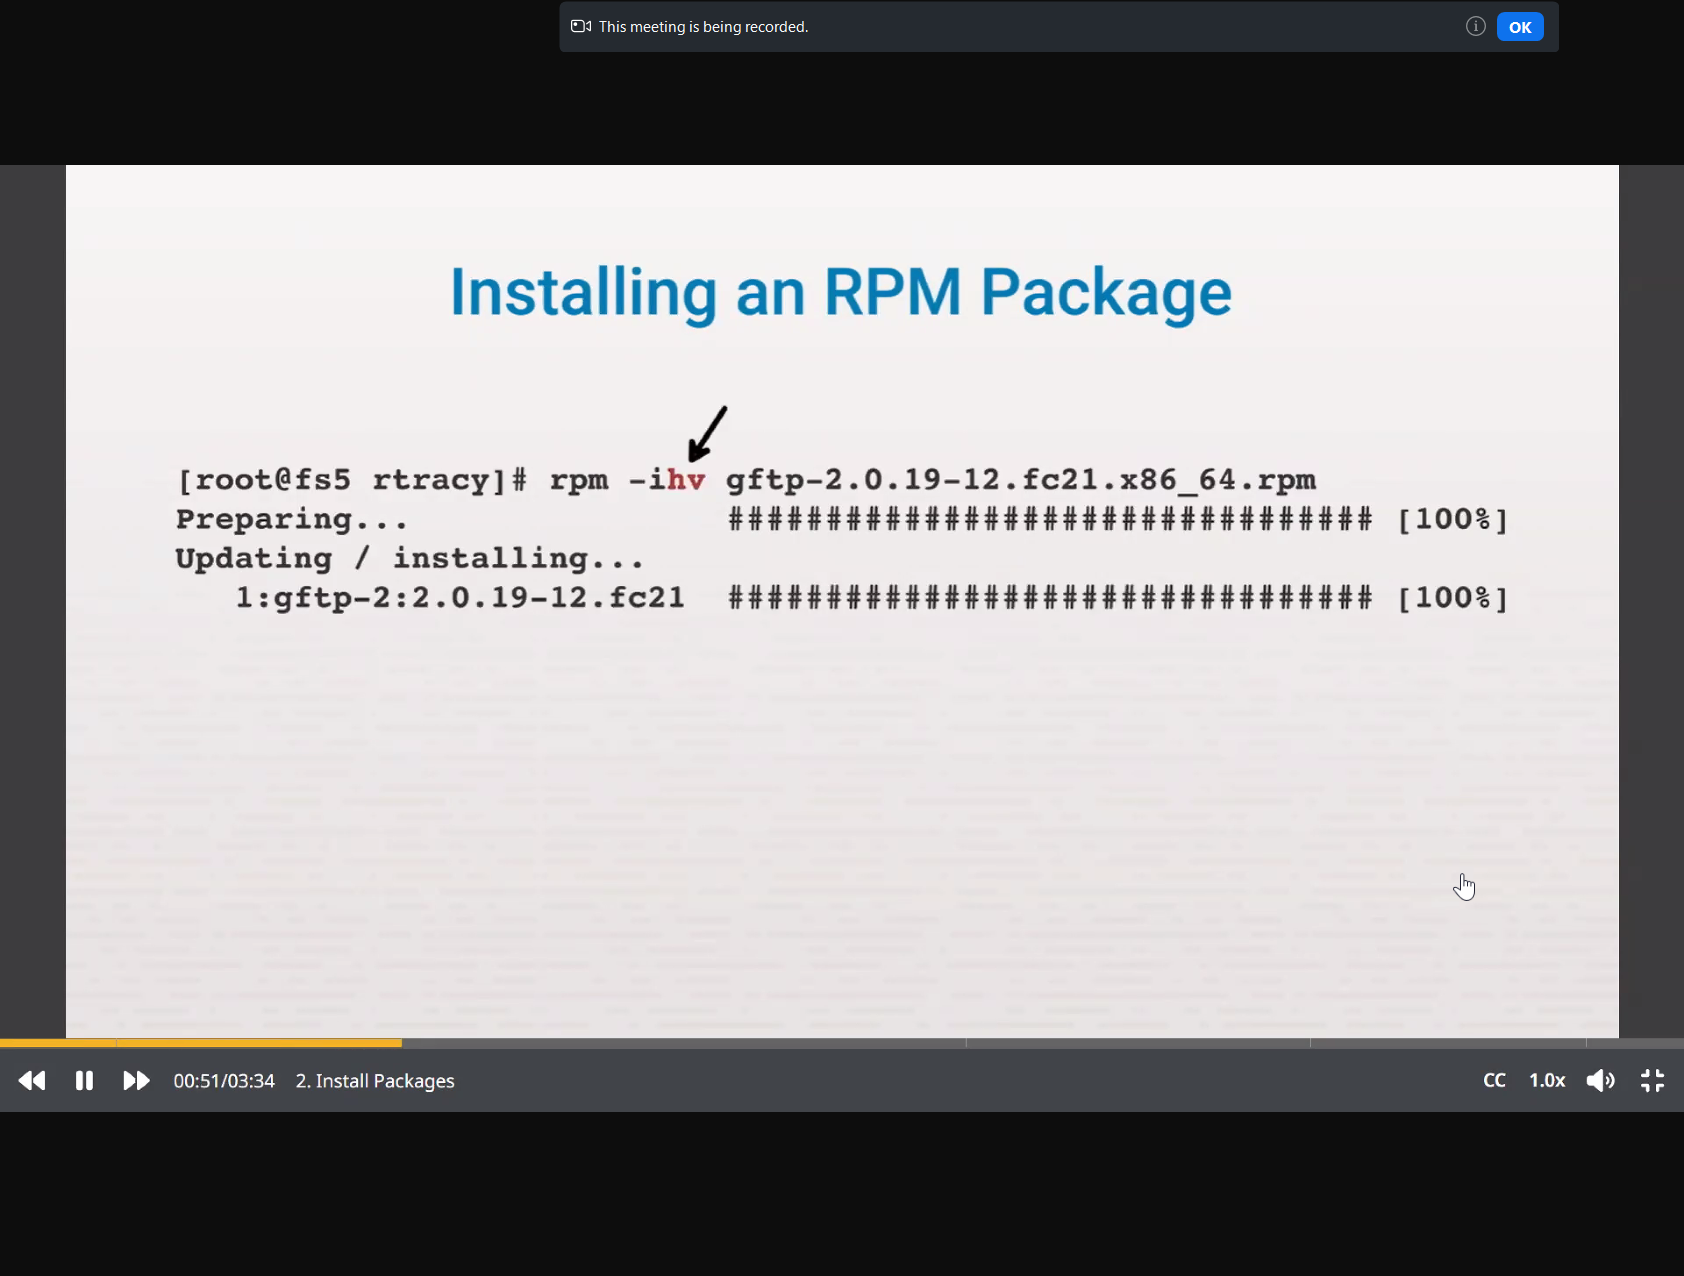 This meeting is being recorded.
OK
Installing an RPM Package
[root@fs5 rtracy]# rpm -ihv gftp-2.0.19-12.fc21.x86_64.rpm
Preparing... ################################# [100%]
Updating / installing...
1:gftp-2:2.0.19-12.fc21 ################################# [100%]
00:51/03:34 2. Install Packages CC 1.0x